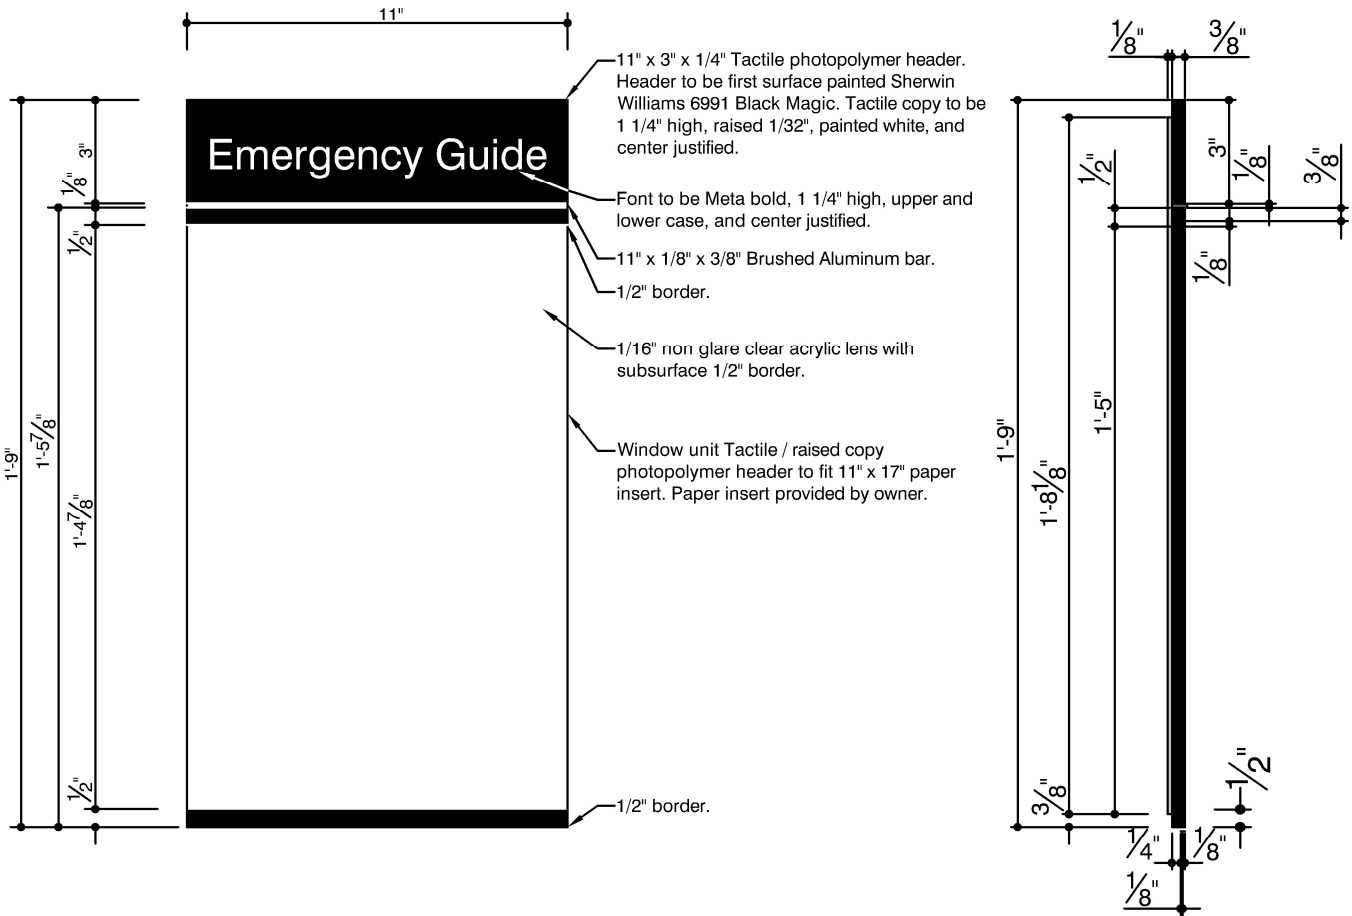 11"
1/8"
3/8"
11" x 3" x 1/4" Tactile photopolymer header.
Header to be first surface painted Sherwin
Williams 6991 Black Magic. Tactile copy to be
1 1/4" high, raised 1/32", painted white, and
center justified.
Emergency Guide
3"
1/8"
1/2"
Font to be Meta bold, 1 1/4" high, upper and
lower case, and center justified.
11" x 1/8" x 3/8" Brushed Aluminum bar.
1/2" border.
1/16" non glare clear acrylic lens with
subsurface 1/2" border.
Window unit Tactile / raised copy
photopolymer header to fit 11" x 17" paper
insert. Paper insert provided by owner.
1'-9"
1'-5 7/8"
1'-4 7/8"
1/2"
1/2" border.
1/2"
3"
1/8"
3/8"
1/8"
1'-9"
1'-8 1/8"
1'-5"
3/8"
1/2"
1/4"
1/8"
1/8"